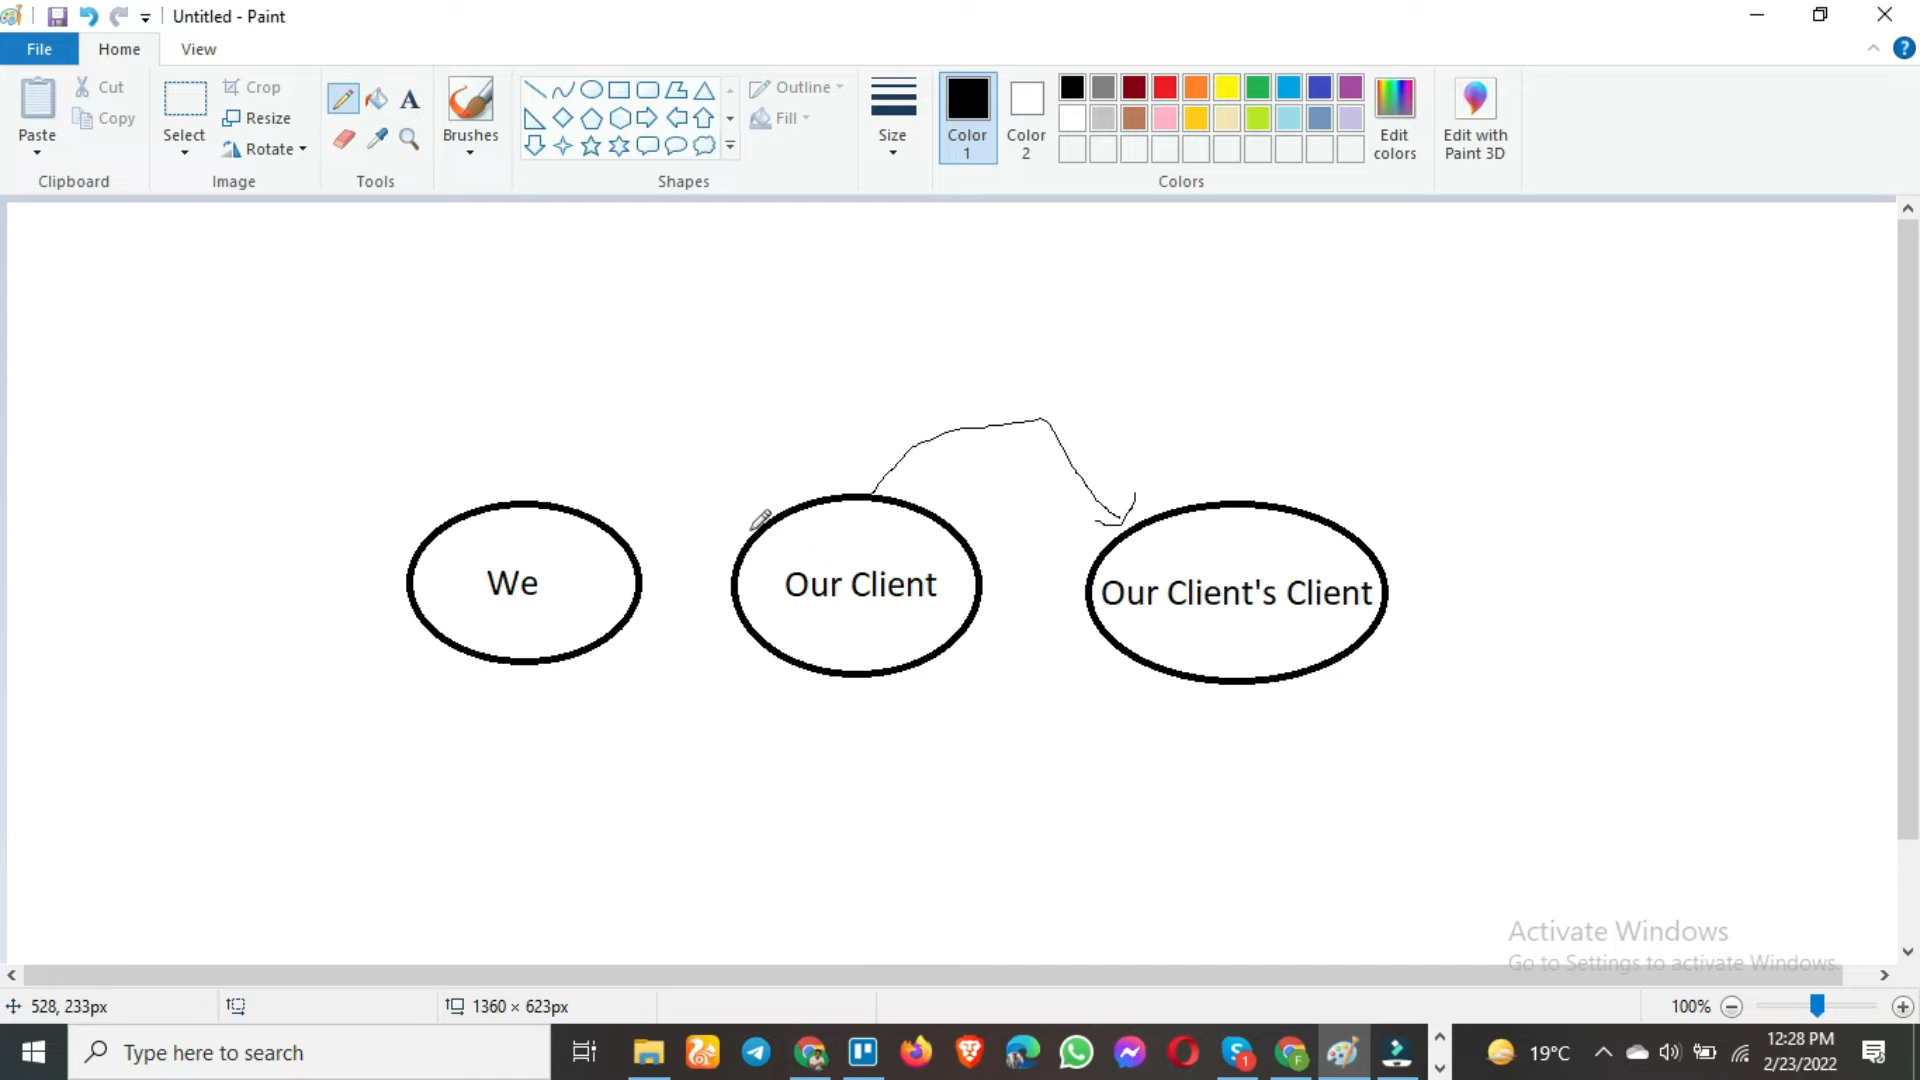 Untitled - Paint
File Home View
Paste
Cut
Copy
Clipboard
Select
Crop
Resize
Rotate
Image
A
Tools
Brushes
Shapes
Outline
Fill
Size
Color 1
Color 2
Colors
Edit colors
Edit with Paint 3D
We
Our Client
Our Client's Client
Activate Windows
Go to Settings to activate Windows.
528, 233px
1360 × 623px
100%
Type here to search
19°C
12:28 PM
2/23/2022